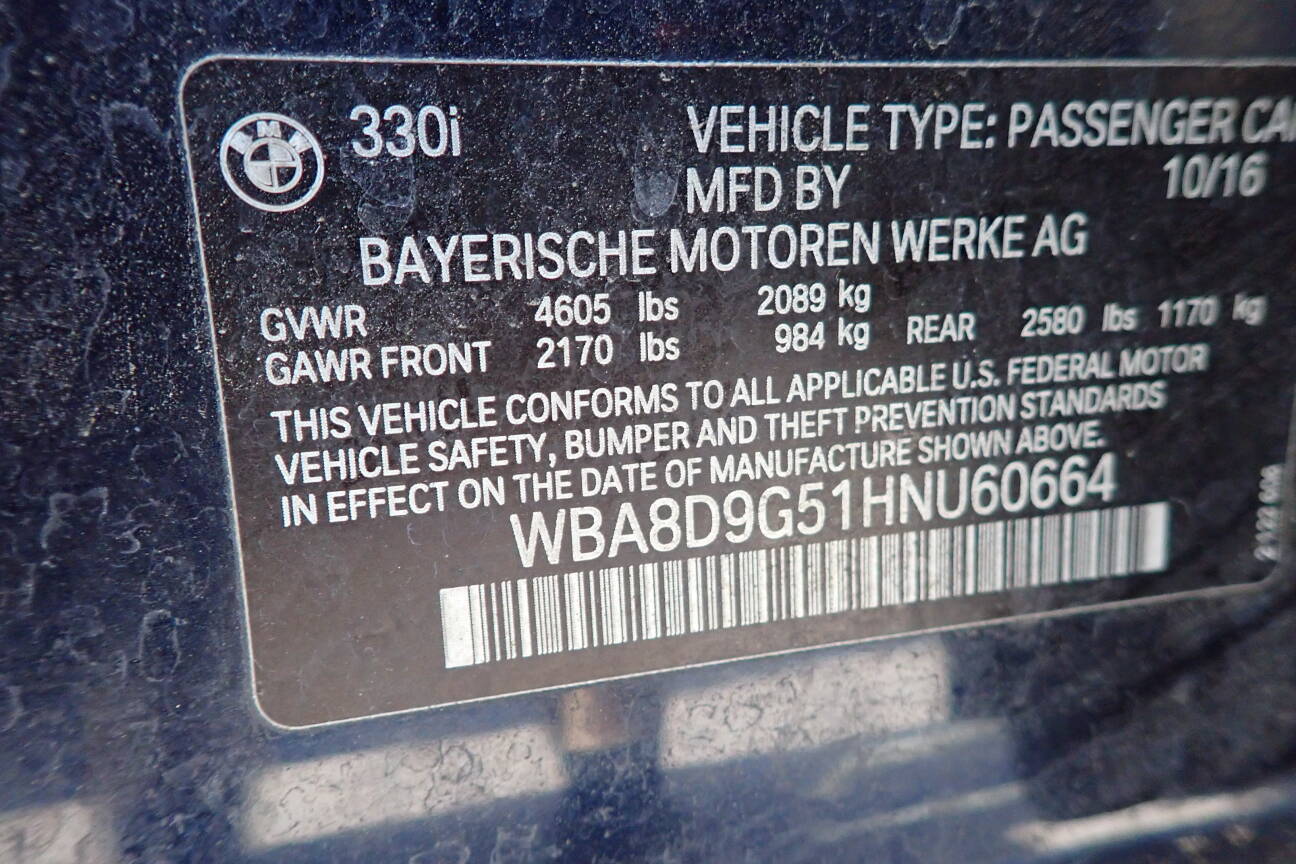 BMW 330i VEHICLE TYPE: PASSENGER CA
MFD BY 10/16
BAYERISCHE MOTOREN WERKE AG
GVWR 4605 lbs 2089 kg
GAWR FRONT 2170 lbs 984 kg REAR 2580 lbs 1170 kg
THIS VEHICLE CONFORMS TO ALL APPLICABLE U.S. FEDERAL MOTOR
VEHICLE SAFETY, BUMPER AND THEFT PREVENTION STANDARDS
IN EFFECT ON THE DATE OF MANUFACTURE SHOWN ABOVE.
WBA8D9G51HNU60664